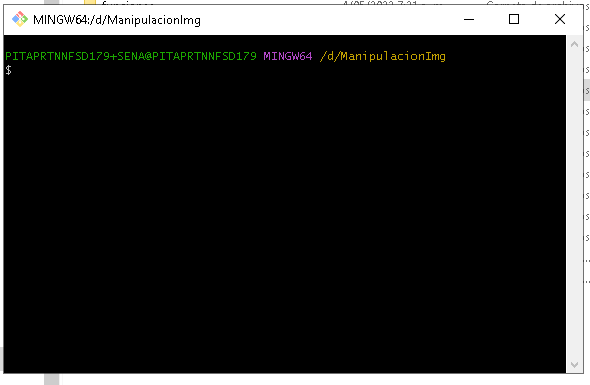 MINGW64:/d/ManipulacionImg
PITAPRTNNFSD179+SENA@PITAPRTNNFSD179 MINGW64 /d/ManipulacionImg
$